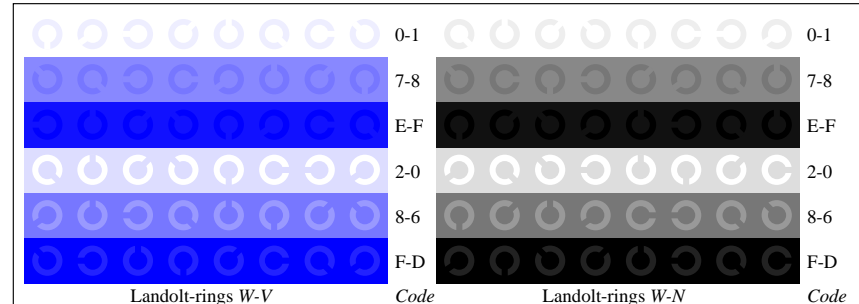 0-1 0-1
7-8 7-8
E-F E-F
2-0 2-0
8-6 8-6
F-D F-D
Landolt-rings W-V Code Landolt-rings W-N Code